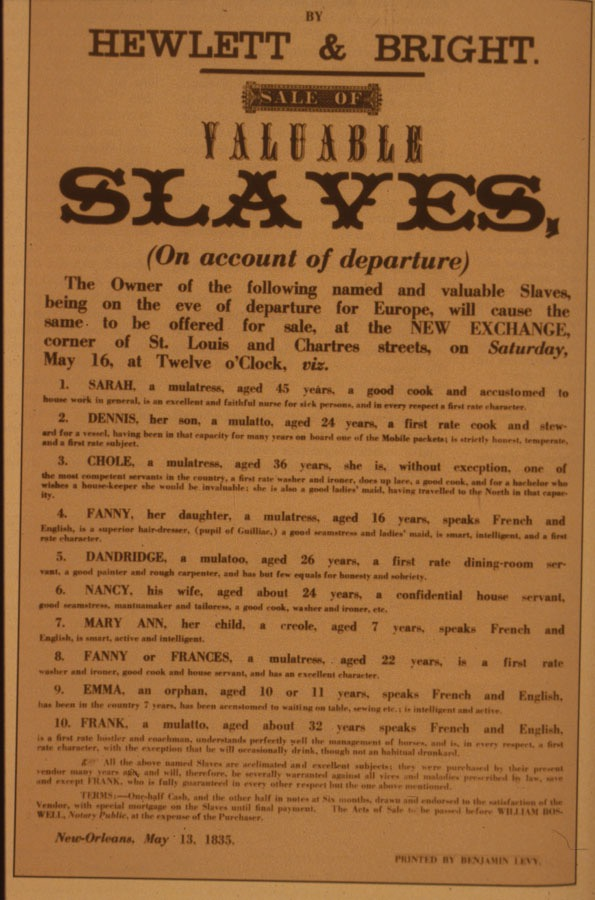 BY
HEWLETT & BRIGHT.
SALE OF
VALUABLE
SLAVES,
(On account of departure)
The Owner of the following named and valuable Slaves,
being on the eve of departure for Europe, will cause the
same to be offered for sale, at the NEW EXCHANGE,
corner of St. Louis and Chartres streets, on Saturday,
May 16, at Twelve o'Clock, viz.
1. SARAH, a mulatress, aged 45 years, a good cook and accustomed to
house work in general, is an excellent and faithful nurse for sick persons, and in every respect a first rate character.
2. DENNIS, her son, a mulatto, aged 24 years, a first rate cook and stew-
ard for a vessel, having been in that capacity for many years on board one of the Mobile packets; is strictly honest, temperate,
and a first rate subject.
3. CHOLE, a mulatress, aged 36 years, she is, without execption, one of
the most competent servants in the country, a first rate washer and ironer, does up lace, a good cook, and for a bachelor who
wishes a house-keeper she would be invaluable; she is also a good ladies' maid, having travelled to the North in that capac-
ity.
4. FANNY, her daughter, a mulatress, aged 16 years, speaks French and
English, is a superior hair-dresser, (pupil of Guilliac,) a good seamstress and ladies' maid, is smart, intelligent, and a first
rate character.
5. DANDRIDGE, a mulatoo, aged 26 years, a first rate dining-room ser-
vant, a good painter and rough carpenter, and has but few equals for honesty and sobriety.
6. NANCY, his wife, aged about 24 years, a confidential house servant,
good seamstress, mantuamaker and tailoress, a good cook, washer and ironer, etc.
7. MARY ANN, her child, a creole, aged 7 years, speaks French and
English, is smart, active and intelligent.
8. FANNY or FRANCES, a mulatress, aged 22 years, is a first rate
washer and ironer, good cook and house servant, and has an excellent character.
9. EMMA, an orphan, aged 10 or 11 years, speaks French and English,
has been in the country 7 years, has been accustomed to waiting on table, sewing etc.; is intelligent and active.
10. FRANK, a mulatto, aged about 32 years speaks French and English,
is a first rate hostler and coachman, understands perfectly well the management of horses, and is, in every respect, a first
rate character, with the exception that he will occasionally drink, though not an habitual drunkard.
All the above named Slaves are acclimated and excellent subjects; they were purchased by their present
vendor many years ago, and will, therefore, be severally warranted against all vices and maladies prescribed by law, save
and except FRANK, who is fully guaranteed in every other respect but the one above mentioned.
TERMS:—One-half Cash, and the other half in notes at Six months, drawn and endorsed to the satisfaction of the
Vendor, with special mortgage on the Slaves until final payment. The Acts of Sale to be passed before WILLIAM BOS-
WELL, Notary Public, at the expense of the Purchaser.
New-Orleans, May 13, 1835.
PRINTED BY BENJAMIN LEVY.